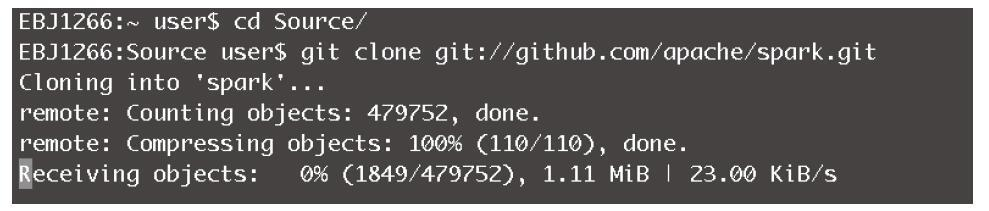 EBJ1266:~ user$ cd Source/
EBJ1266:Source user$ git clone git://github.com/apache/spark.git
Cloning into 'spark'...
remote: Counting objects: 479752, done.
remote: Compressing objects: 100% (110/110), done.
Receiving objects:   0% (1849/479752), 1.11 MiB | 23.00 KiB/s